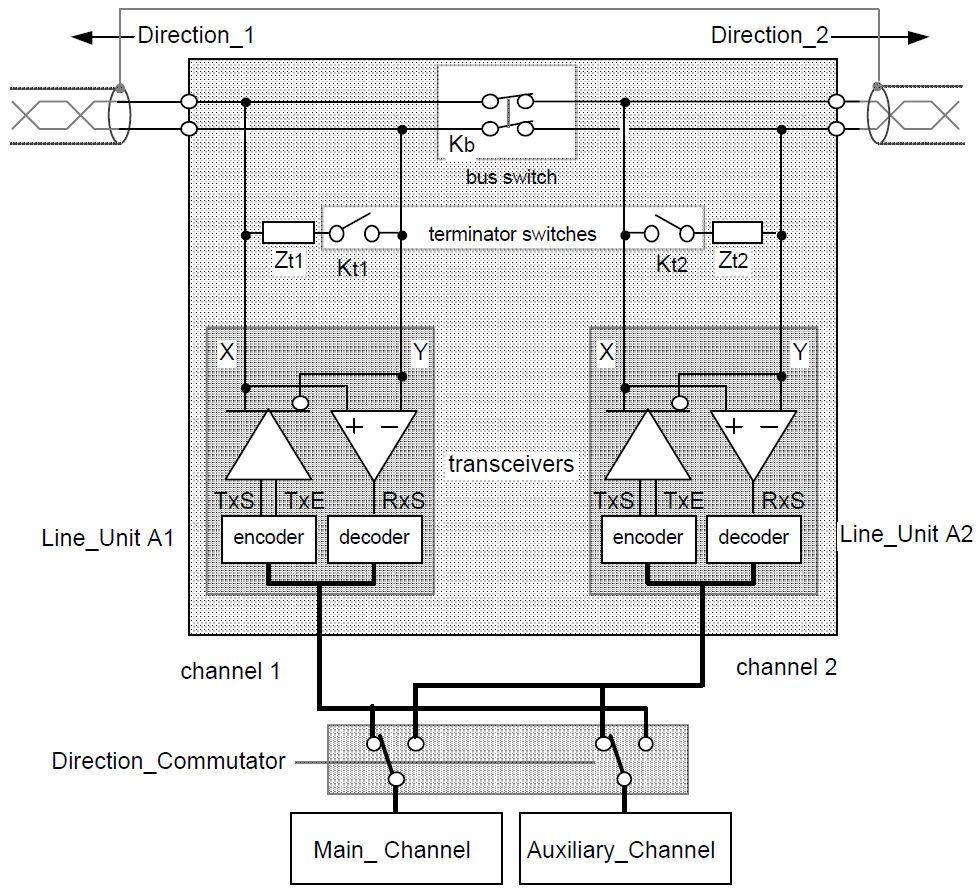 Direction_1
Direction_2
Kb
bus switch
terminator switches
Zt1
Kt1
Kt2
Zt2
X
Y
X
Y
+
−
+
−
transceivers
TxS
TxE
RxS
TxS
TxE
RxS
Line_Unit A1
encoder
decoder
encoder
decoder
Line_Unit A2
channel 1
channel 2
Direction_Commutator
Main_ Channel
Auxiliary_Channel